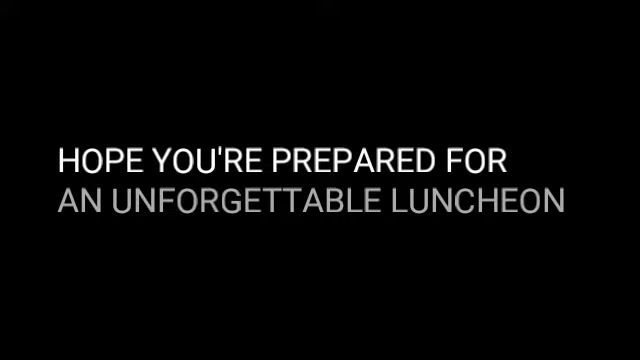 HOPE YOU'RE PREPARED FOR
AN UNFORGETTABLE LUNCHEON